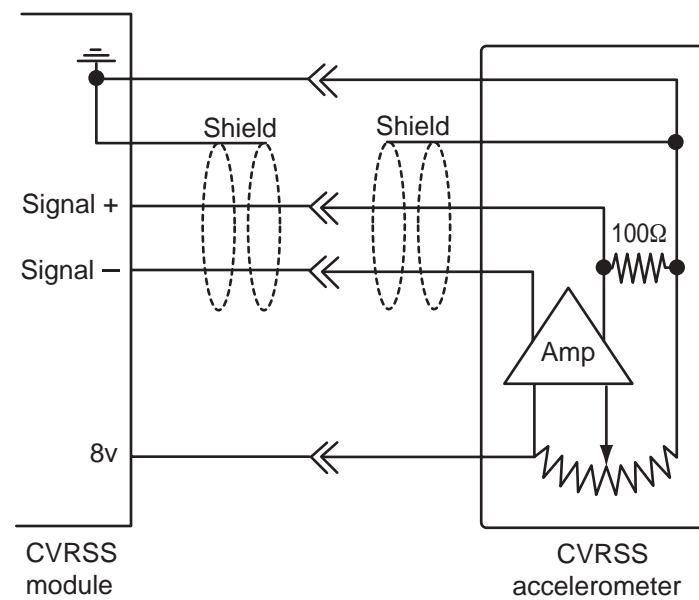 Shield
Shield
Signal +
100Ω
Signal –
Amp
8v
CVRSS
module
CVRSS
accelerometer